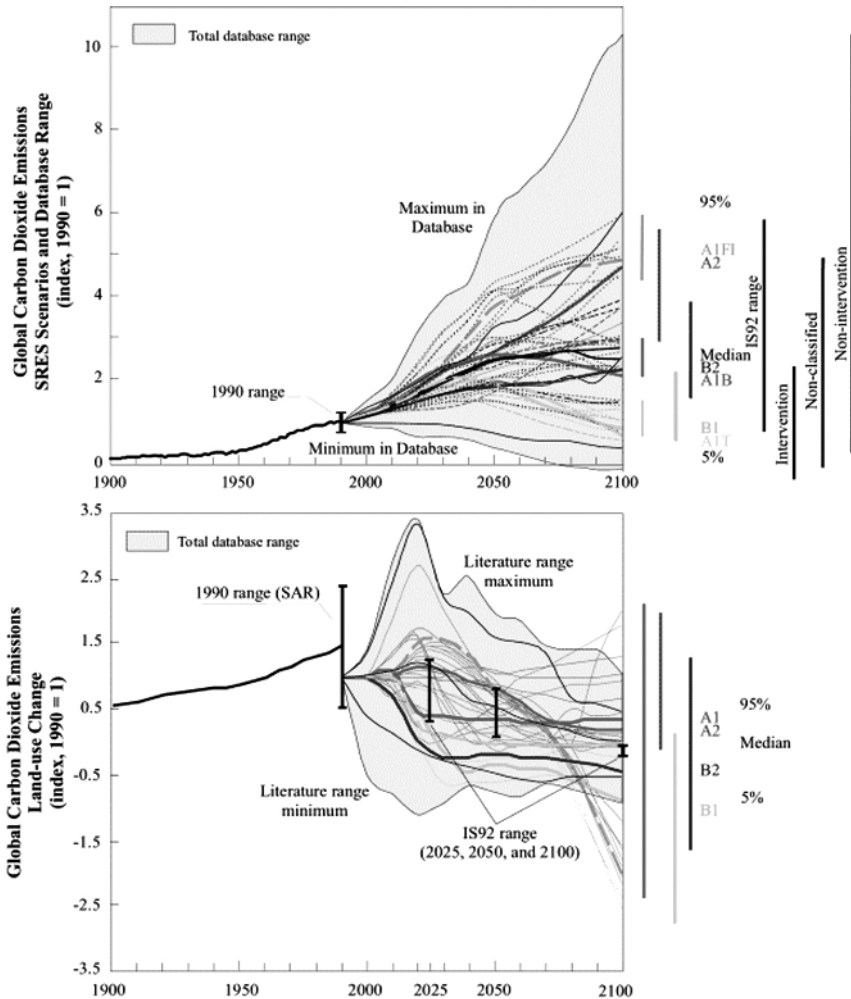 Global Carbon Dioxide Emissions
SRES Scenarios and Database Range
(index, 1990 = 1)
10
8
6
4
2
0
Total database range
Maximum in
Database
1990 range
Minimum in Database
1900
1950
2000
2050
2100
95%
A1FI
A2
Median
B2
A1B
B1
A1T
5%
IS92 range
Intervention
Non-classified
Non-intervention
Global Carbon Dioxide Emissions
Land-use Change
(index, 1990 = 1)
3.5
2.5
1.5
0.5
-0.5
-1.5
-2.5
-3.5
Total database range
1990 range (SAR)
Literature range
maximum
Literature range
minimum
IS92 range
(2025, 2050, and 2100)
1900
1950
2000
2025
2050
2100
95%
A1
A2
Median
B2
5%
B1